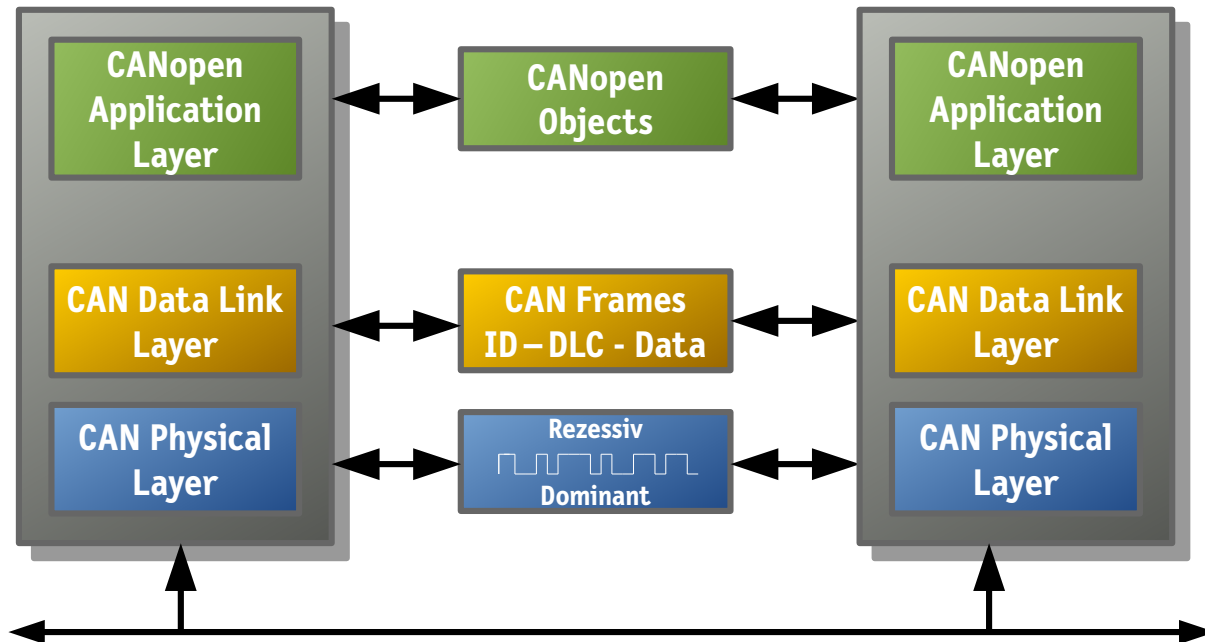 CANopen
Application
Layer
CANopen
Objects
CANopen
Application
Layer
CAN Data Link
Layer
CAN Frames
ID – DLC - Data
CAN Data Link
Layer
CAN Physical
Layer
Rezessiv
Dominant
CAN Physical
Layer